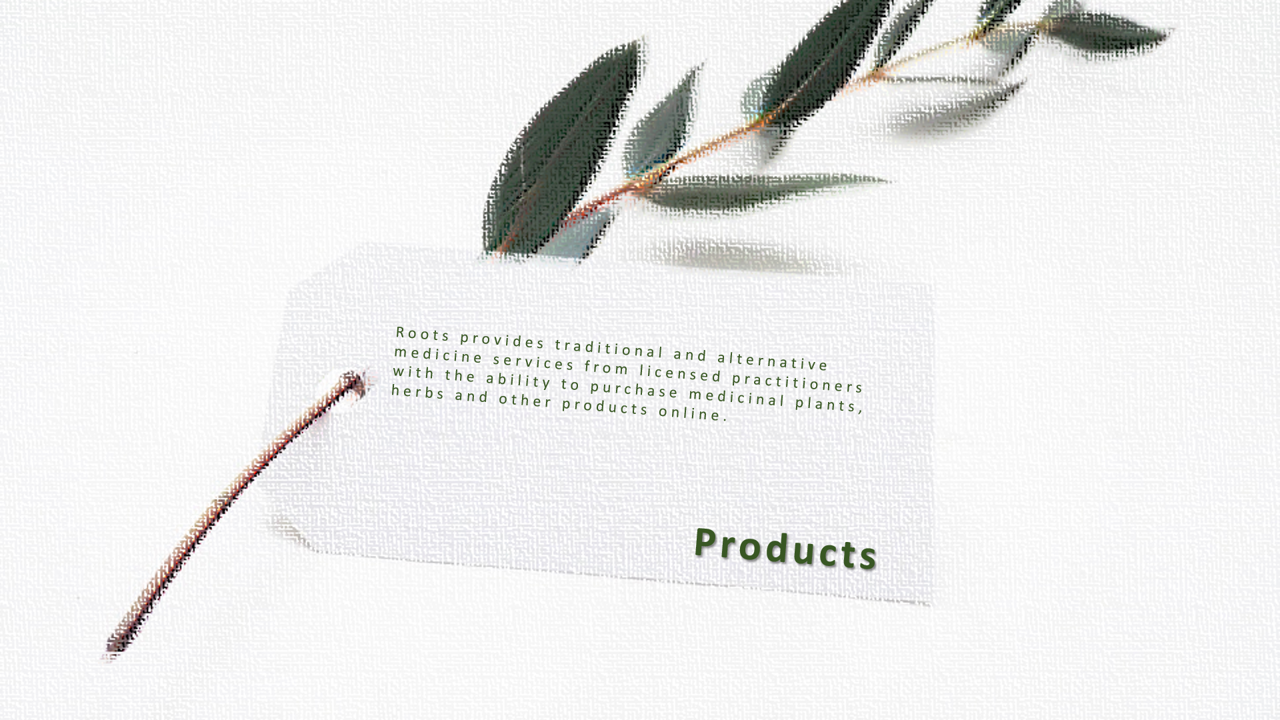 Roots provides traditional and alternative
medicine services from licensed practitioners
with the ability to purchase medicinal plants,
herbs and other products online.
Products